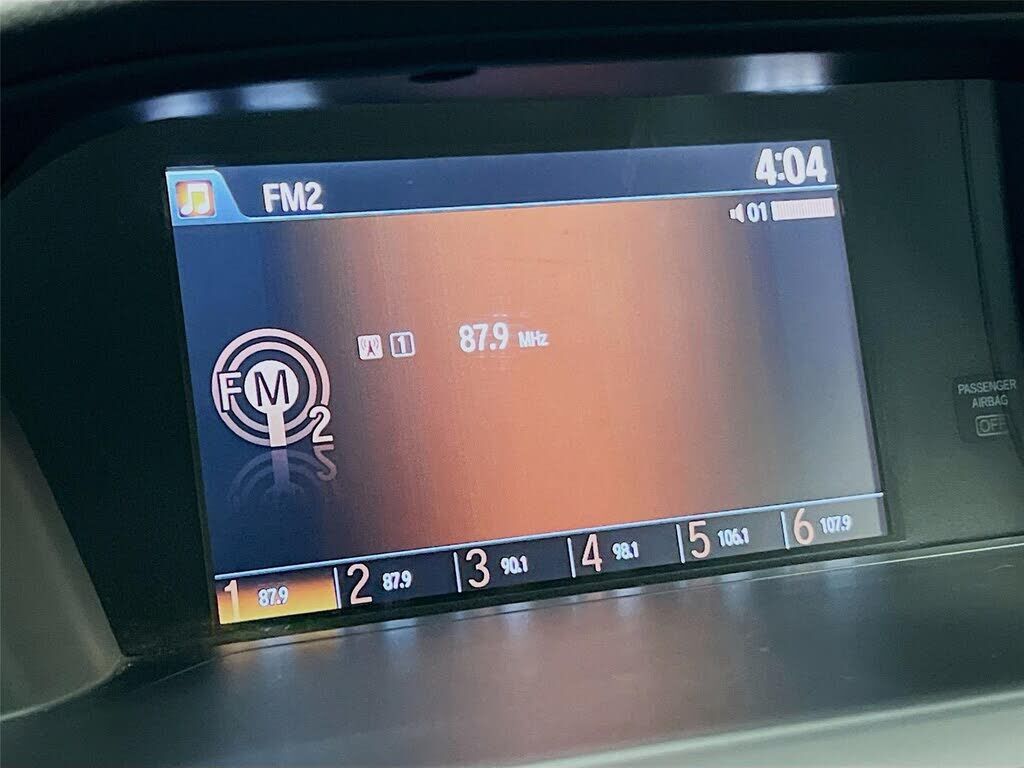 FM2
4:04
01
1 87.9 MHz
FM
2
1 87.9 2 87.9 3 90.1 4 98.1 5 106.1 6 107.9
PASSENGER
AIRBAG
OFF